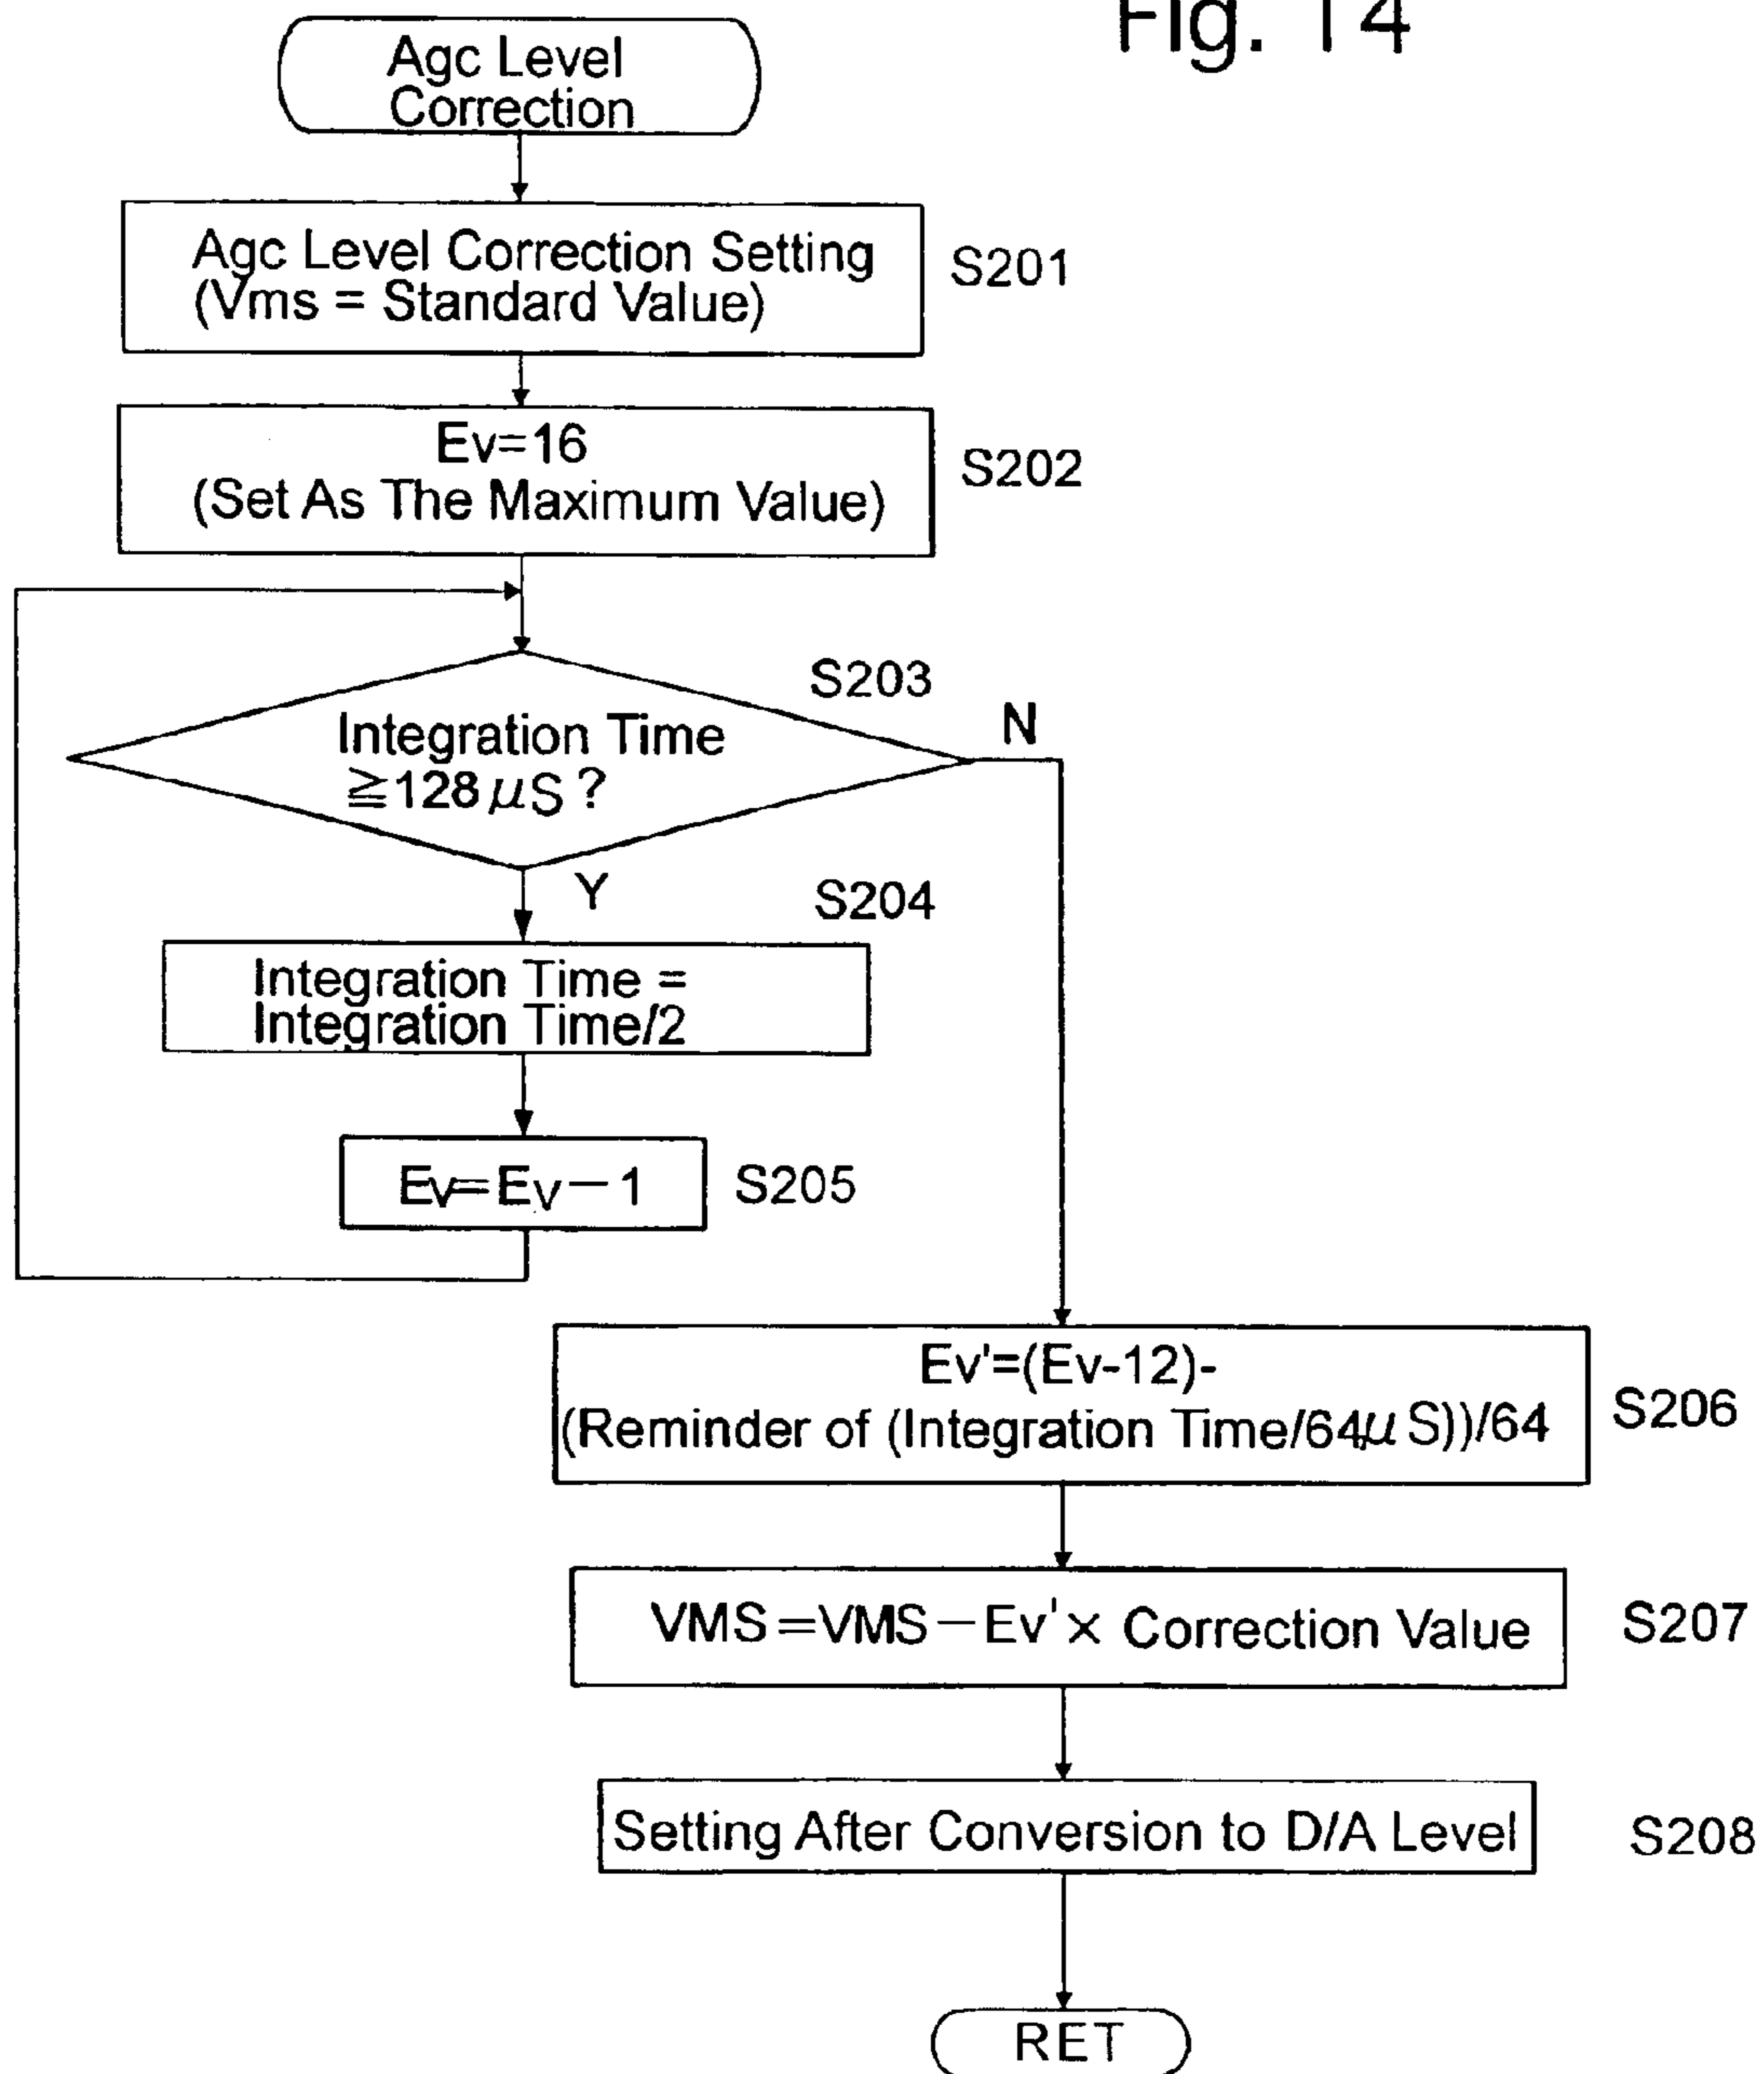 Fig. 14
Agc Level
Correction
Agc Level Correction Setting
(Vms = Standard Value)
S201
Ev=16
(Set As The Maximum Value)
S202
S203
Integration Time
≧128μS?
N
Y
S204
Integration Time =
Integration Time/2
Ev=Ev−1
S205
Ev'=(Ev-12)-
(Reminder of (Integration Time/64μS))/64
S206
VMS=VMS−Ev'× Correction Value
S207
Setting After Conversion to D/A Level
S208
RET